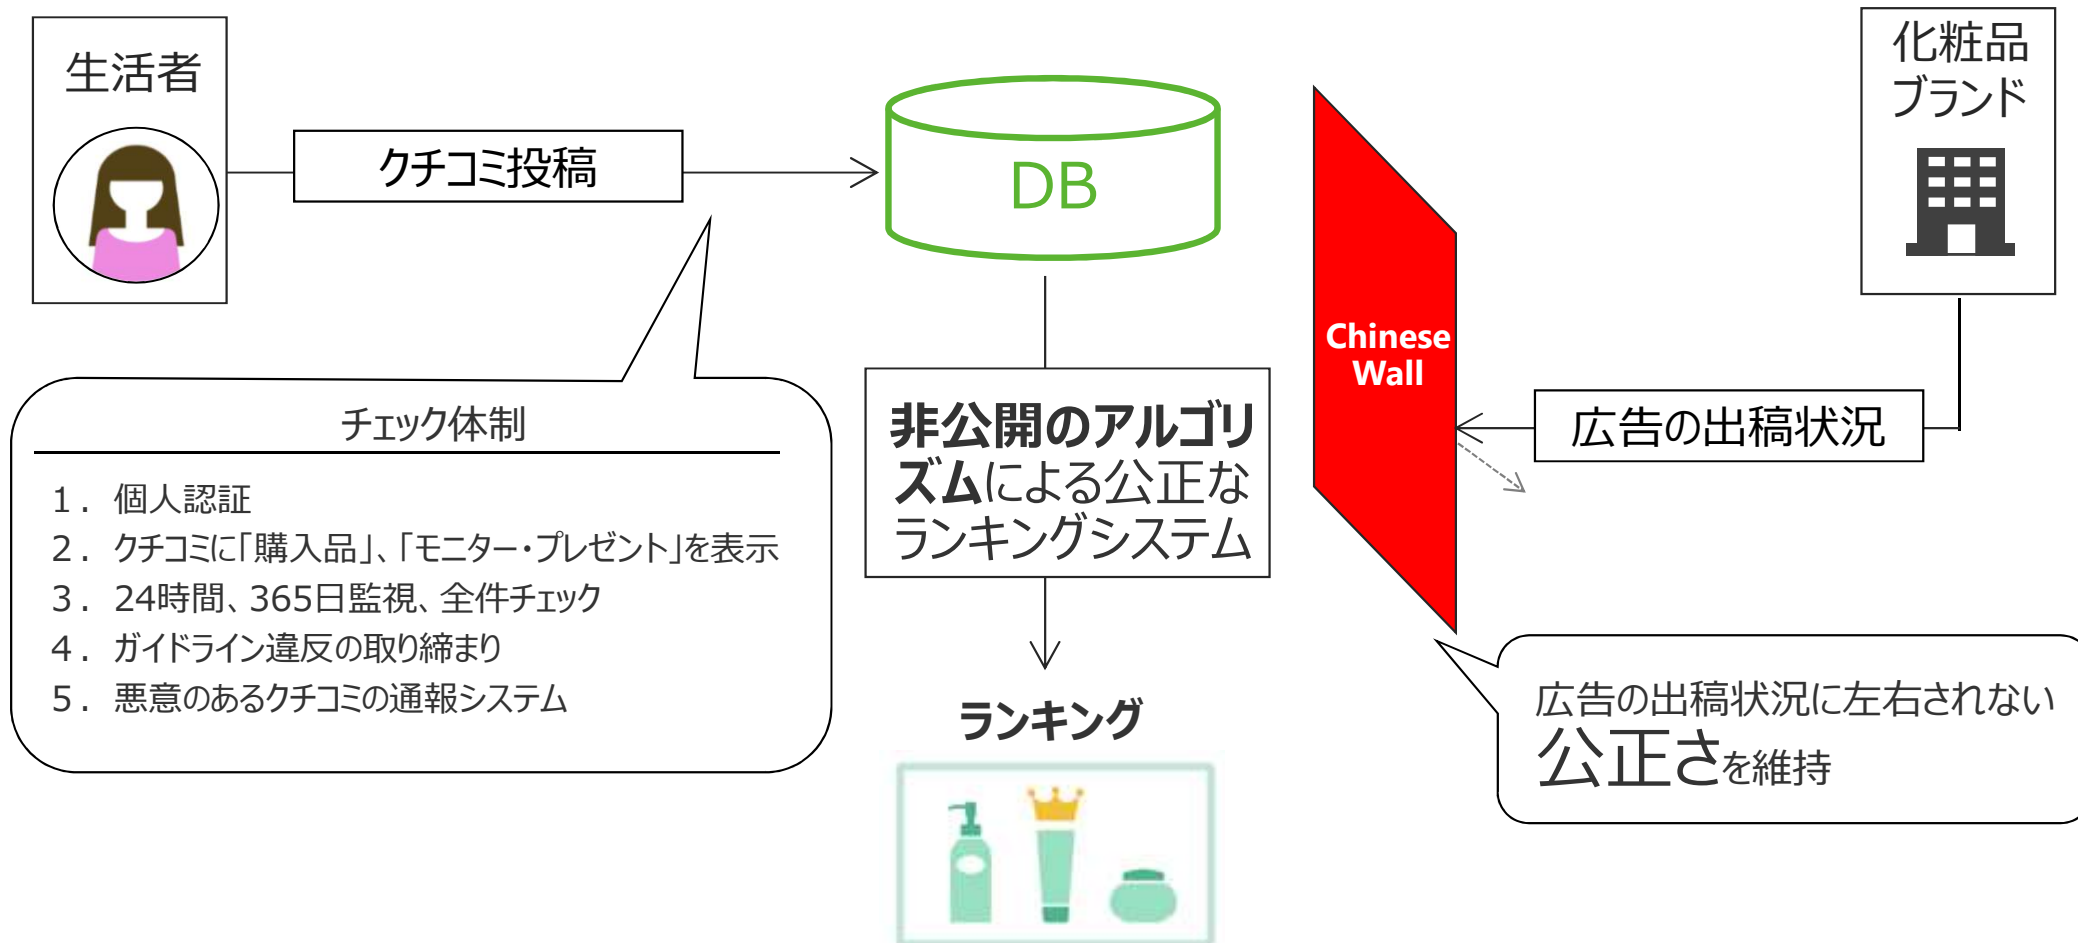 生活者
クチコミ投稿
DB
化粧品
ブランド
Chinese
Wall
広告の出稿状況
チェック体制
1. 個人認証
2. クチコミに「購入品」、「モニター・プレゼント」を表示
3. 24時間、365日監視、全件チェック
4. ガイドライン違反の取り締まり
5. 悪意のあるクチコミの通報システム
非公開のアルゴリ
ズムによる公正な
ランキングシステム
ランキング
広告の出稿状況に左右されない
公正さを維持